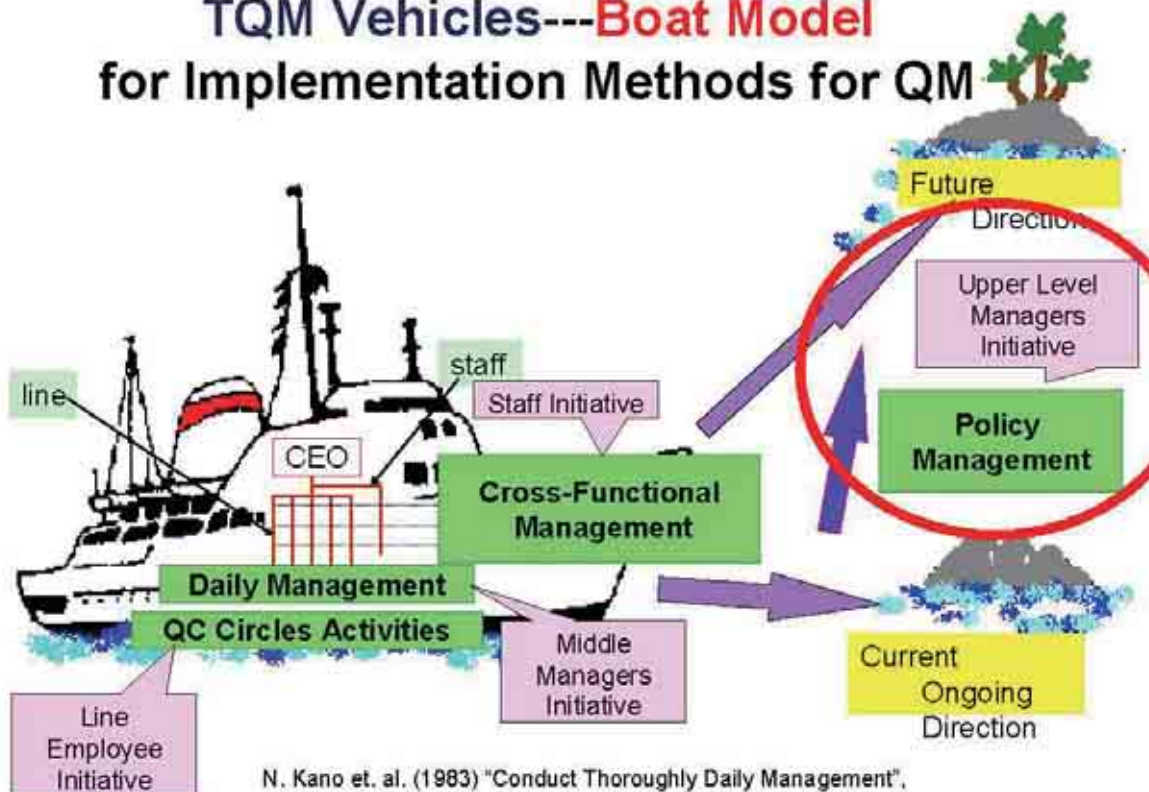 TQM Vehicles---Boat Model
for Implementation Methods for QM
Future
Direction
Upper Level
Managers
Initiative
Policy
Management
staff
line
Staff Initiative
CEO
Cross-Functional
Management
Daily Management
QC Circles Activities
Middle
Managers
Initiative
Line
Employee
Initiative
Current
Ongoing
Direction
N. Kano et. al. (1983) "Conduct Thoroughly Daily Management",